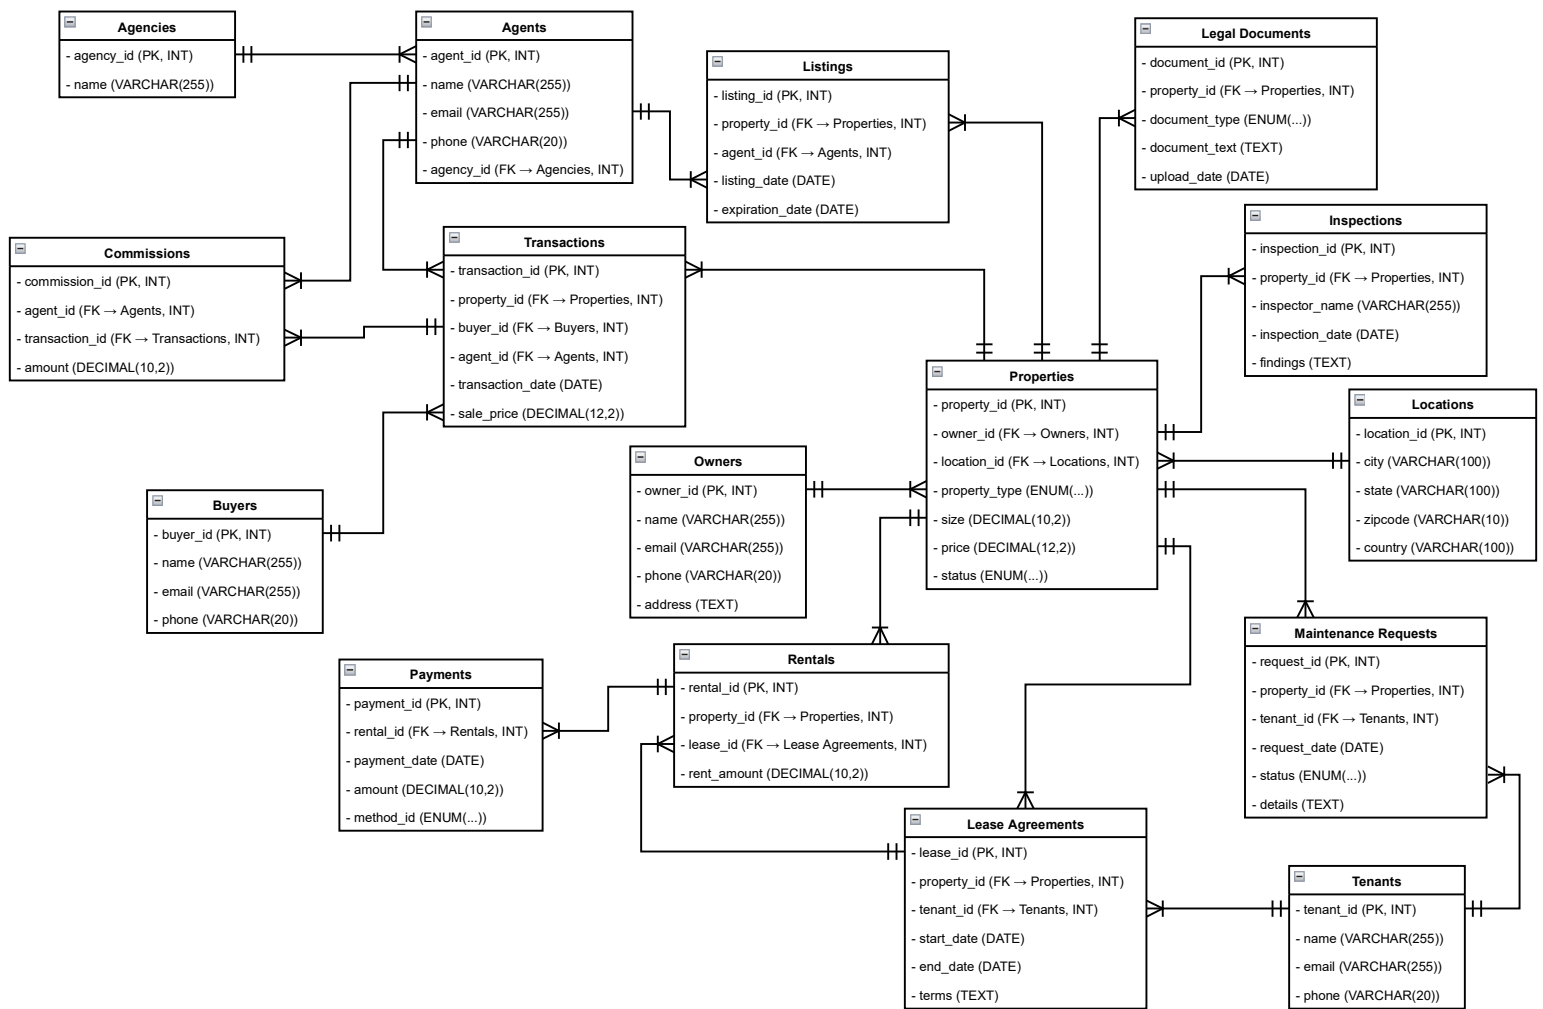 Agencies
- agency_id (PK, INT)
- name (VARCHAR(255))
Agents
- agent_id (PK, INT)
- name (VARCHAR(255))
- email (VARCHAR(255))
- phone (VARCHAR(20))
- agency_id (FK → Agencies, INT)
Listings
- listing_id (PK, INT)
- property_id (FK → Properties, INT)
- agent_id (FK → Agents, INT)
- listing_date (DATE)
- expiration_date (DATE)
Legal Documents
- document_id (PK, INT)
- property_id (FK → Properties, INT)
- document_type (ENUM(...))
- document_text (TEXT)
- upload_date (DATE)
Commissions
- commission_id (PK, INT)
- agent_id (FK → Agents, INT)
- transaction_id (FK → Transactions, INT)
- amount (DECIMAL(10,2))
Transactions
- transaction_id (PK, INT)
- property_id (FK → Properties, INT)
- buyer_id (FK → Buyers, INT)
- agent_id (FK → Agents, INT)
- transaction_date (DATE)
- sale_price (DECIMAL(12,2))
Inspections
- inspection_id (PK, INT)
- property_id (FK → Properties, INT)
- inspector_name (VARCHAR(255))
- inspection_date (DATE)
- findings (TEXT)
Properties
- property_id (PK, INT)
- owner_id (FK → Owners, INT)
- location_id (FK → Locations, INT)
- property_type (ENUM(...))
- size (DECIMAL(10,2))
- price (DECIMAL(12,2))
- status (ENUM(...))
Locations
- location_id (PK, INT)
- city (VARCHAR(100))
- state (VARCHAR(100))
- zipcode (VARCHAR(10))
- country (VARCHAR(100))
Owners
- owner_id (PK, INT)
- name (VARCHAR(255))
- email (VARCHAR(255))
- phone (VARCHAR(20))
- address (TEXT)
Buyers
- buyer_id (PK, INT)
- name (VARCHAR(255))
- email (VARCHAR(255))
- phone (VARCHAR(20))
Payments
- payment_id (PK, INT)
- rental_id (FK → Rentals, INT)
- payment_date (DATE)
- amount (DECIMAL(10,2))
- method_id (ENUM(...))
Rentals
- rental_id (PK, INT)
- property_id (FK → Properties, INT)
- lease_id (FK → Lease Agreements, INT)
- rent_amount (DECIMAL(10,2))
Maintenance Requests
- request_id (PK, INT)
- property_id (FK → Properties, INT)
- tenant_id (FK → Tenants, INT)
- request_date (DATE)
- status (ENUM(...))
- details (TEXT)
Lease Agreements
- lease_id (PK, INT)
- property_id (FK → Properties, INT)
- tenant_id (FK → Tenants, INT)
- start_date (DATE)
- end_date (DATE)
- terms (TEXT)
Tenants
- tenant_id (PK, INT)
- name (VARCHAR(255))
- email (VARCHAR(255))
- phone (VARCHAR(20))